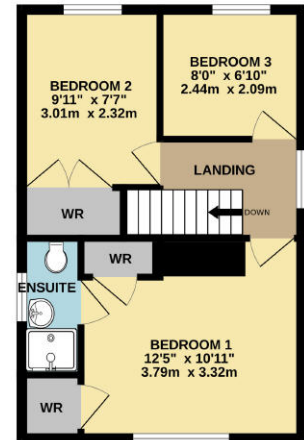 BEDROOM 2
9'11" x 7'7"
3.01m x 2.32m
BEDROOM 3
8'0" x 6'10"
2.44m x 2.09m
LANDING
DOWN
WR
WR
ENSUITE
BEDROOM 1
12'5" x 10'11"
3.79m x 3.32m
WR